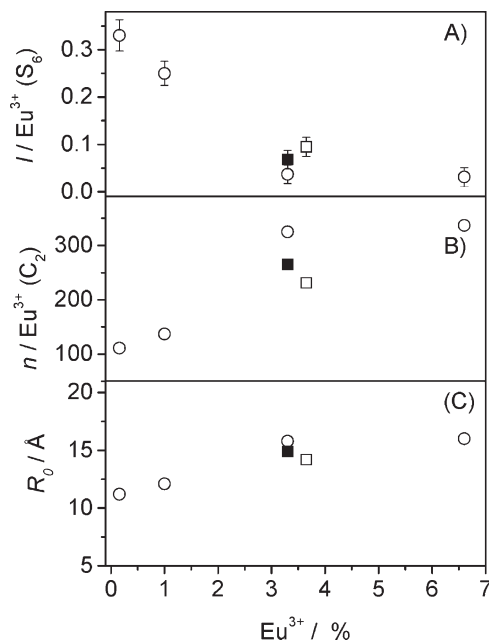 A)
I / Eu³⁺ (S₆)
0.3
0.2
0.1
0.0
B)
n / Eu³⁺ (C₂)
300
200
100
(C)
R₀ / Å
20
15
10
5
0 1 2 3 4 5 6 7
Eu³⁺ / %